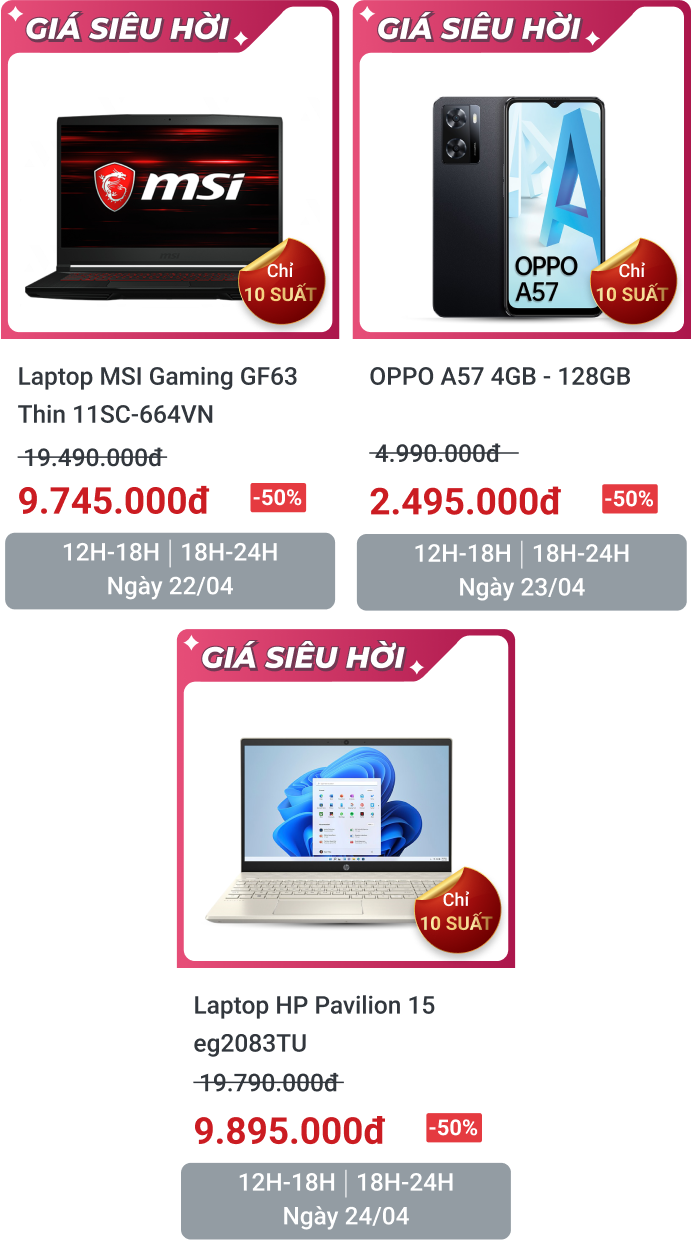 GIÁ SIÊU HỜI
msi
Chỉ
10 SUẤT
Laptop MSI Gaming GF63
Thin 11SC-664VN
19.490.000đ
9.745.000đ
-50%
12H-18H | 18H-24H
Ngày 22/04
GIÁ SIÊU HỜI
OPPO
A57
Chỉ
10 SUẤT
OPPO A57 4GB - 128GB
4.990.000đ
2.495.000đ
-50%
12H-18H | 18H-24H
Ngày 23/04
GIÁ SIÊU HỜI
Chỉ
10 SUẤT
Laptop HP Pavilion 15
eg2083TU
19.790.000đ
9.895.000đ
-50%
12H-18H | 18H-24H
Ngày 24/04